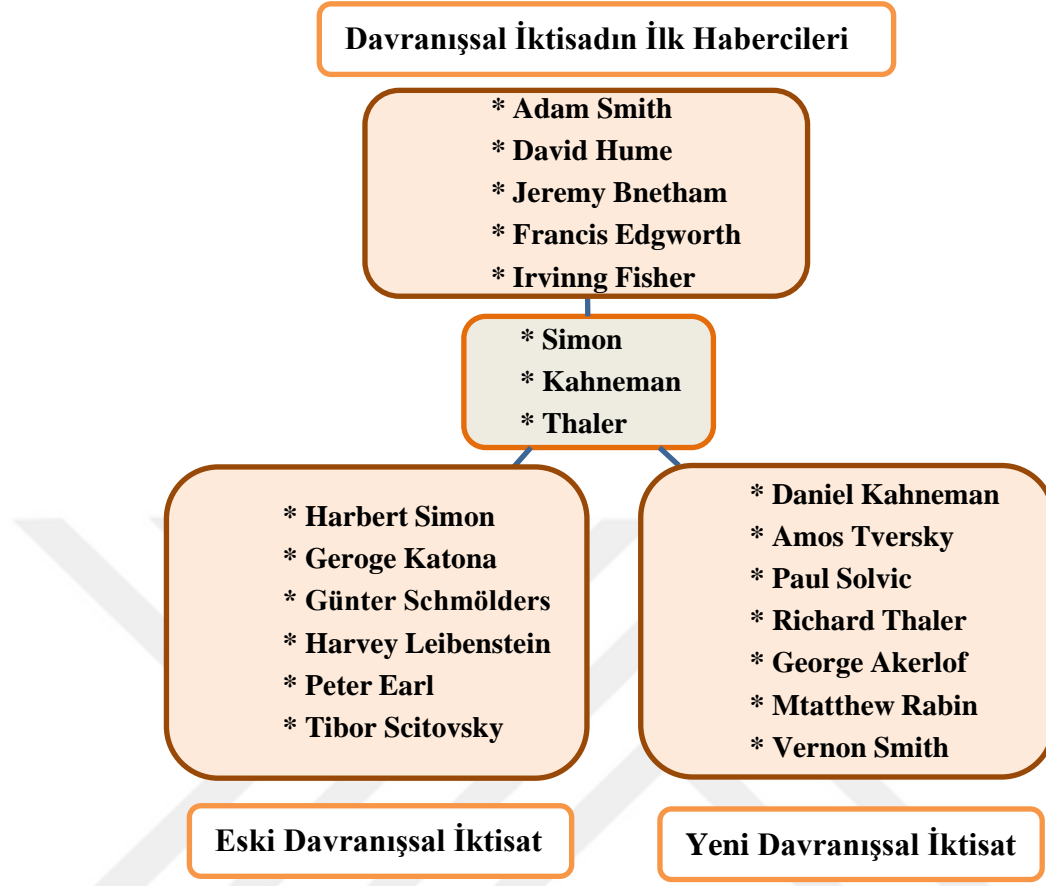 Davranışsal İktisadın İlk Habercileri
* Adam Smith
* David Hume
* Jeremy Bnetham
* Francis Edgworth
* Irvinng Fisher
* Simon
* Kahneman
* Thaler
* Harbert Simon
* Geroge Katona
* Günter Schmölders
* Harvey Leibenstein
* Peter Earl
* Tibor Scitovsky
Eski Davranışsal İktisat
* Daniel Kahneman
* Amos Tversky
* Paul Solvic
* Richard Thaler
* George Akerlof
* Mtatthew Rabin
* Vernon Smith
Yeni Davranışsal İktisat